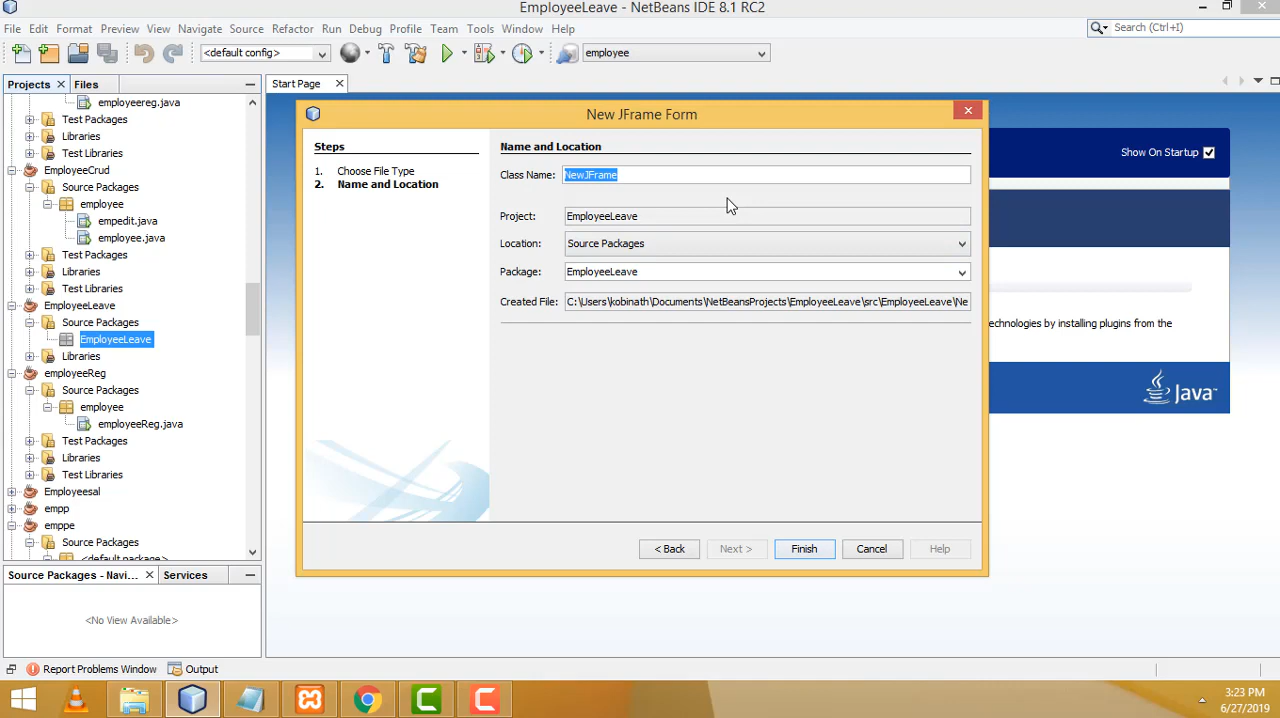 EmployeeLeave - NetBeans IDE 8.1 RC2
File Edit Format Preview View Navigate Source Refactor Run Debug Profile Team Tools Window Help
Search (Ctrl+I)
<default config>
employee
Projects
Files
Start Page
employeereg.java
Test Packages
Libraries
Test Libraries
EmployeeCrud
Source Packages
employee
empedit.java
employee.java
Test Packages
Libraries
Test Libraries
EmployeeLeave
Source Packages
EmployeeLeave
Libraries
employeeReg
Source Packages
employee
employeeReg.java
Test Packages
Libraries
Test Libraries
Employeesal
empp
emppe
Source Packages
<default package>
New JFrame Form
Steps
1. Choose File Type
2. Name and Location
Name and Location
Class Name: NewJFrame
Project: EmployeeLeave
Location: Source Packages
Package: EmployeeLeave
Created File: C:\Users\kobinath\Documents\NetBeansProjects\EmployeeLeave\src\EmployeeLeave\Ne
< Back
Next >
Finish
Cancel
Help
Show On Startup
echnologies by installing plugins from the
Java
Source Packages - Navi...
Services
<No View Available>
Report Problems Window
Output
3:23 PM
6/27/2019